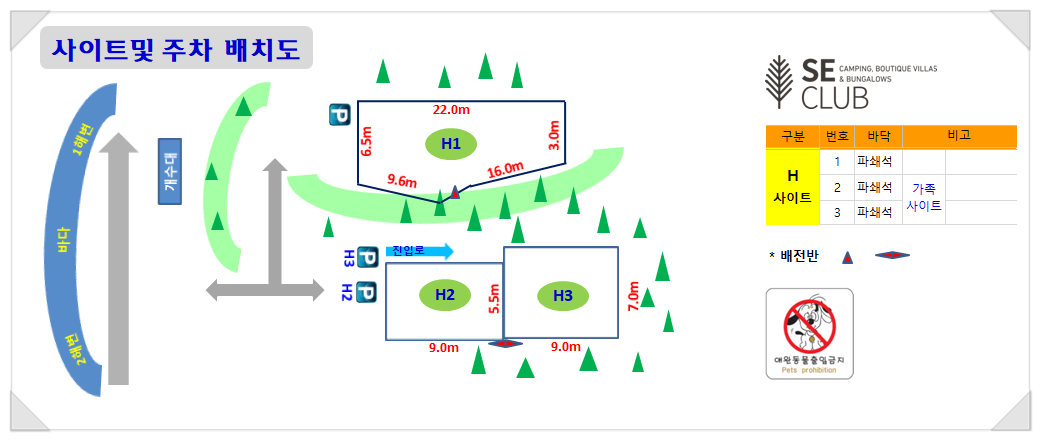 사이트및 주차 배치도
1해변
바다
2해변
개수대
P
22.0m
6.5m
H1
3.0m
9.6m
16.0m
H3
P
진입로
H2
P
H2
5.5m
H3
7.0m
9.0m
9.0m
SE
CLUB
CAMPING, BOUTIQUE VILLAS
& BUNGALOWS
구분 번호 바닥 비고
H
사이트
1 파쇄석
2 파쇄석
3 파쇄석
가족
사이트
* 배전반
애완동물출입금지
Pets prohibition